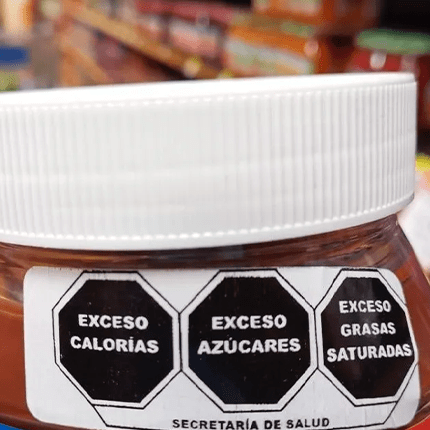 EXCESO
CALORÍAS
EXCESO
AZÚCARES
EXCESO
GRASAS
SATURADAS
SECRETARÍA DE SALUD